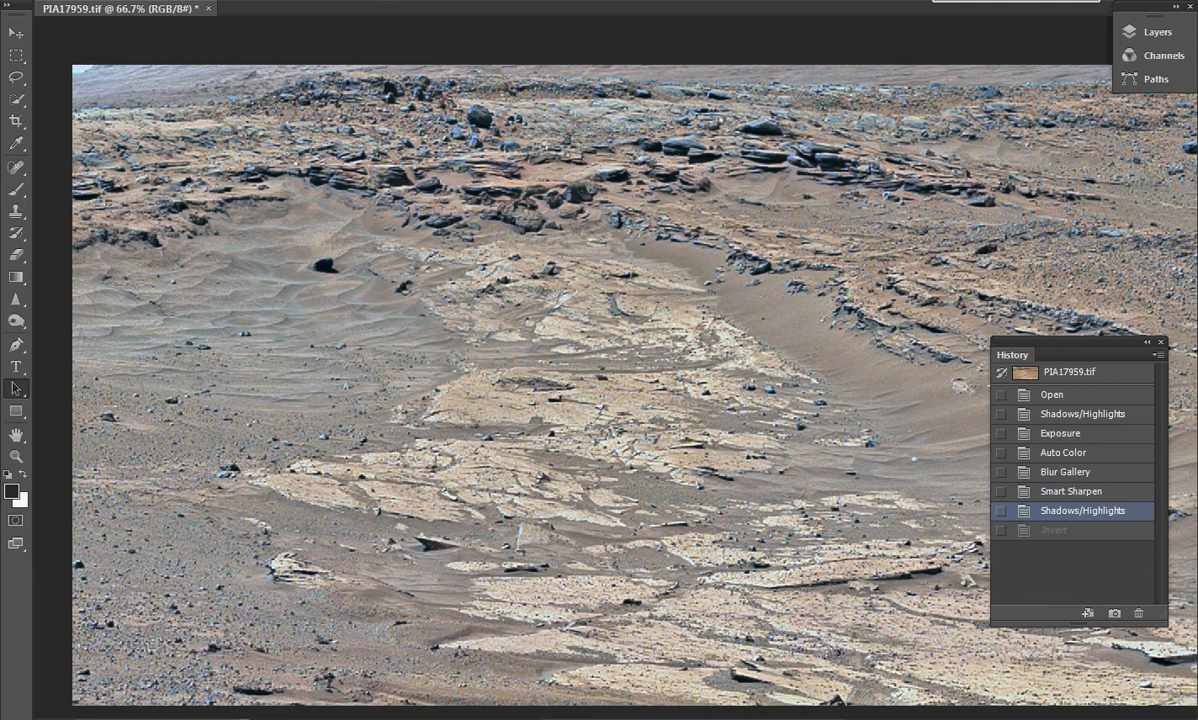 PIA17959.tif @ 66.7% (RGB/8#) *
Layers
Channels
Paths
History
PIA17959.tif
Open
Shadows/Highlights
Exposure
Auto Color
Blur Gallery
Smart Sharpen
Shadows/Highlights
Invert
T